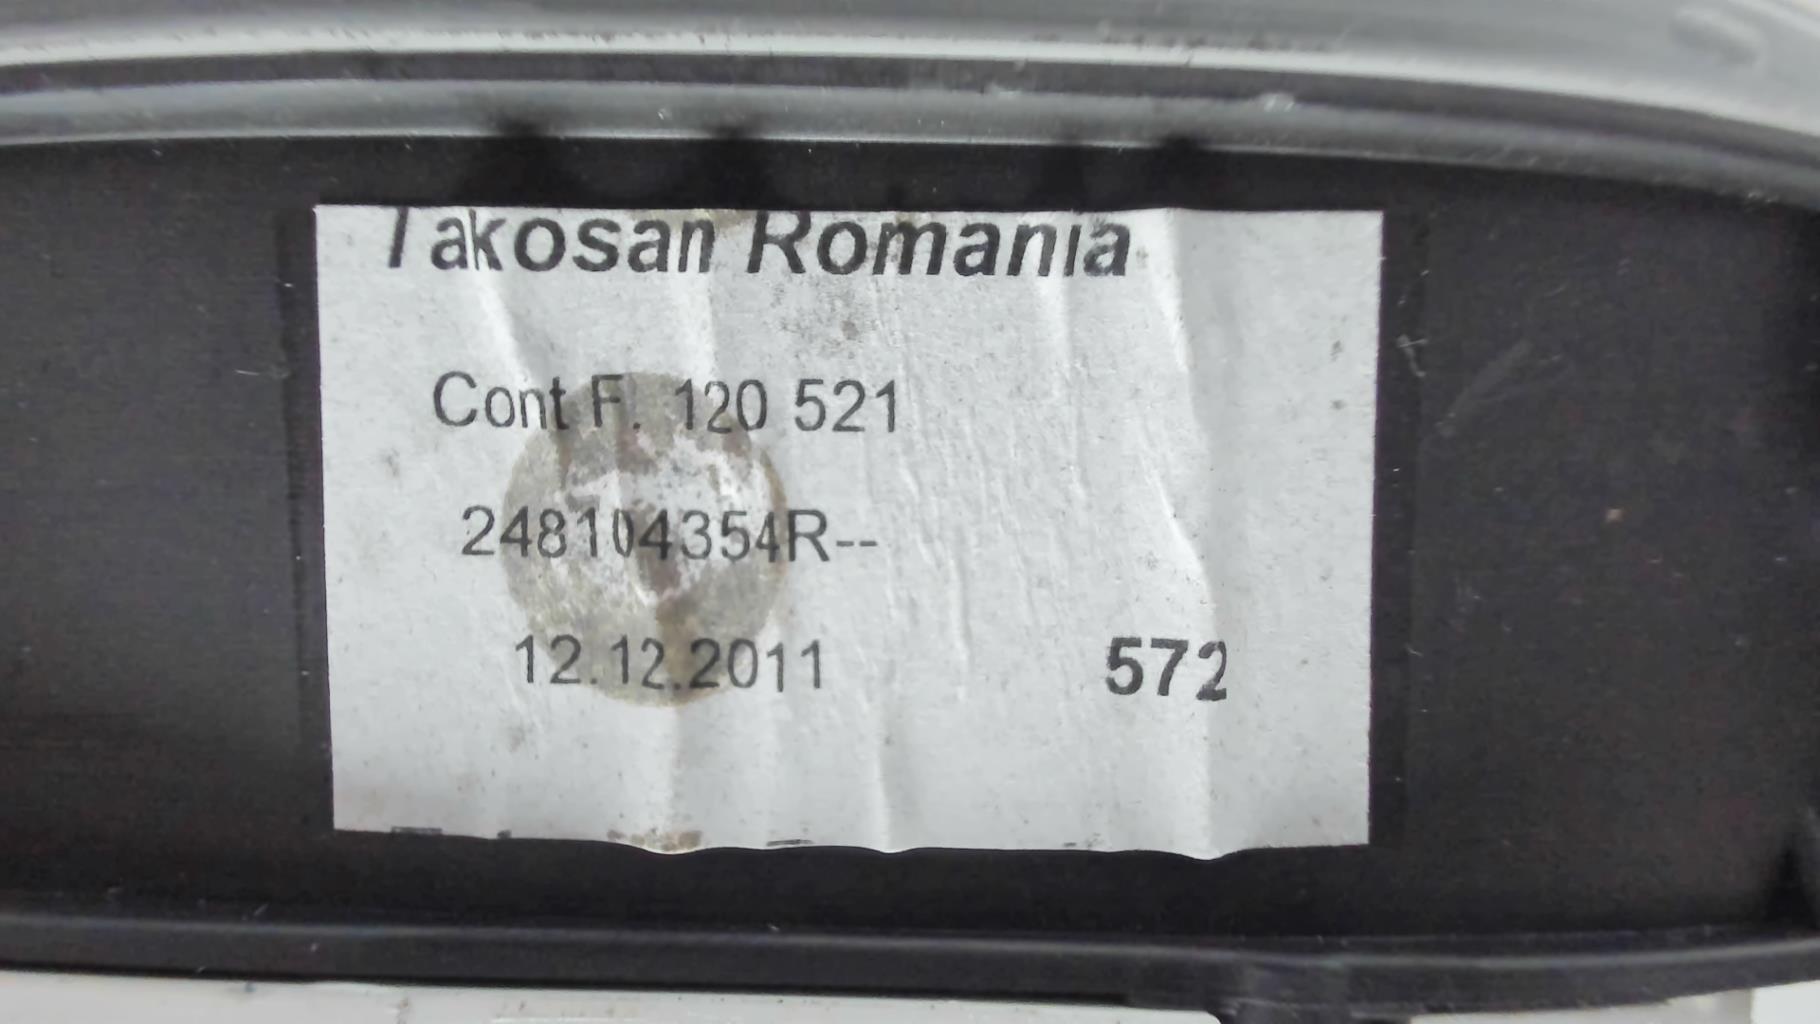 Takosan Romania
Cont F. 120 521
248104354R--
12.12.2011 572